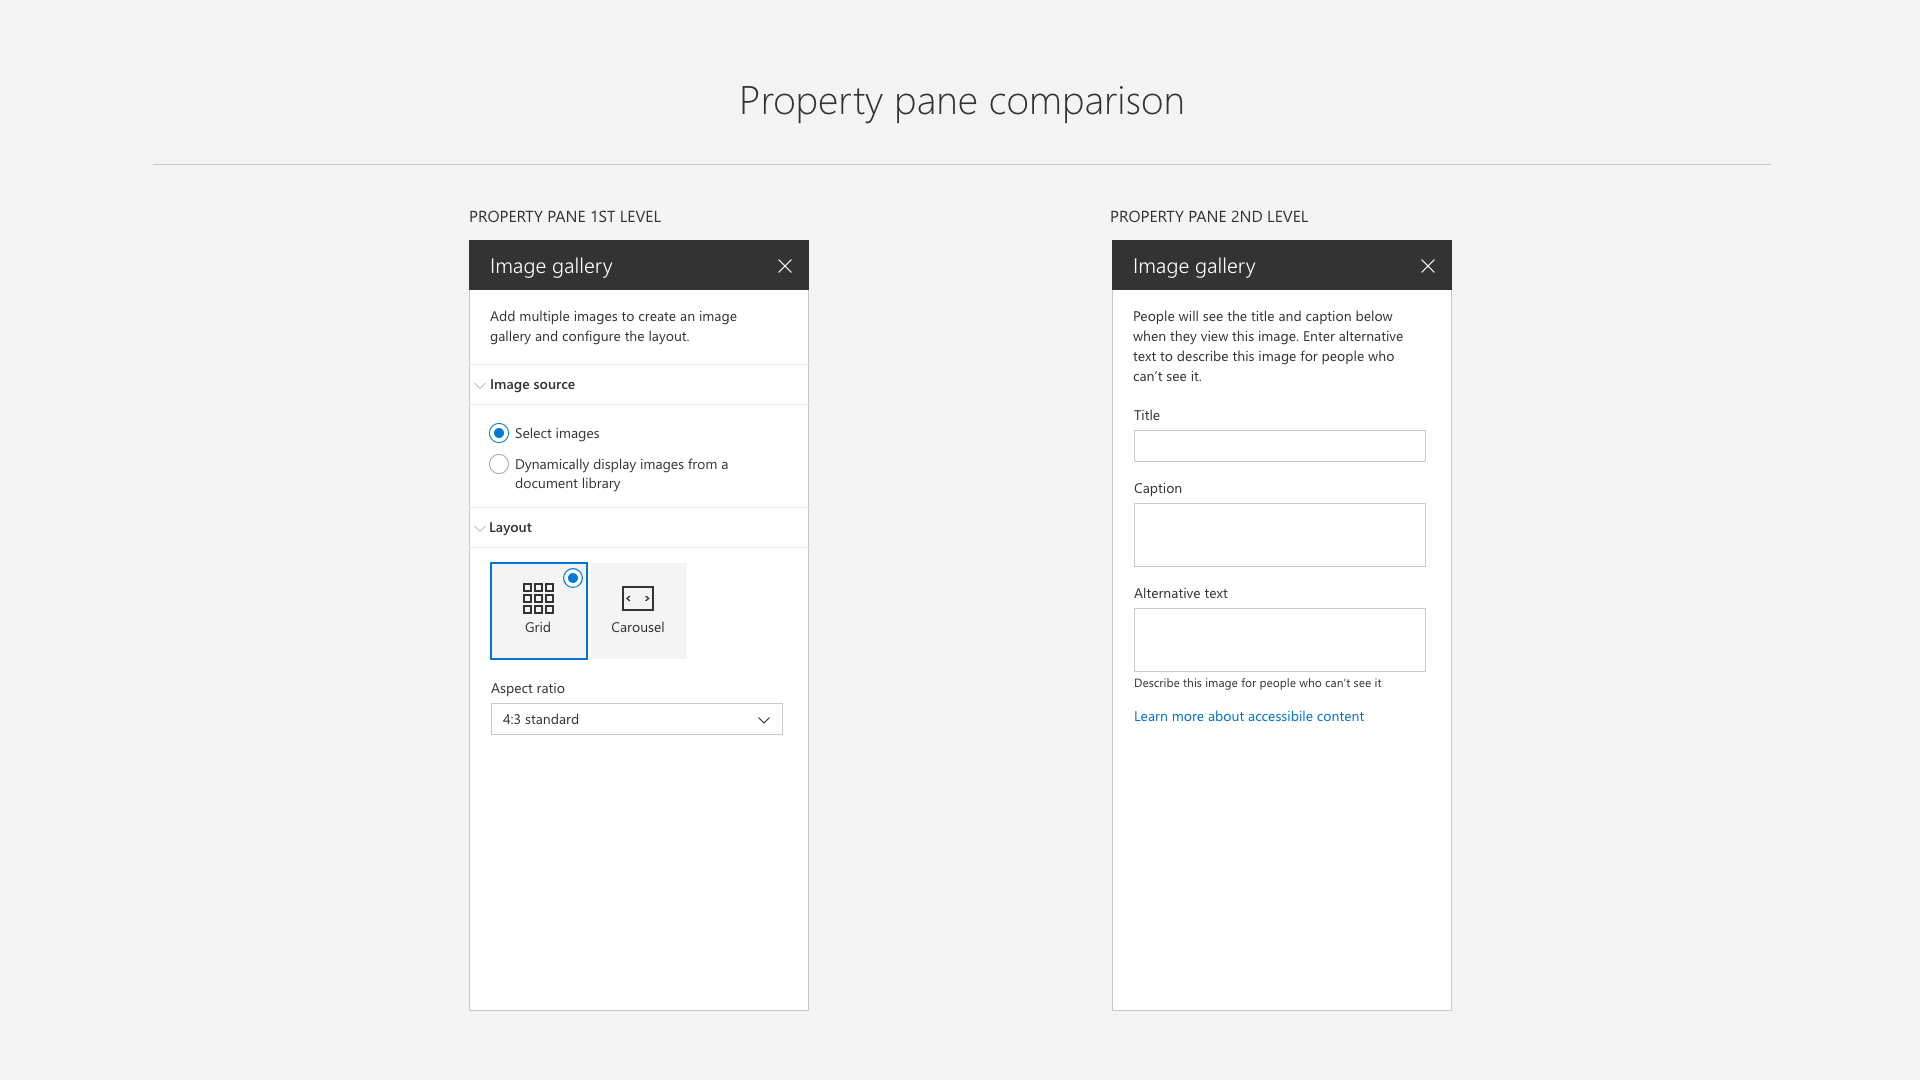 Property pane comparison
PROPERTY PANE 1ST LEVEL
Image gallery
Add multiple images to create an image
gallery and configure the layout.
Image source
Select images
Dynamically display images from a
document library
Layout
Grid
Carousel
Aspect ratio
4:3 standard
PROPERTY PANE 2ND LEVEL
Image gallery
People will see the title and caption below
when they view this image. Enter alternative
text to describe this image for people who
can’t see it.
Title
Caption
Alternative text
Describe this image for people who can’t see it
Learn more about accessibile content